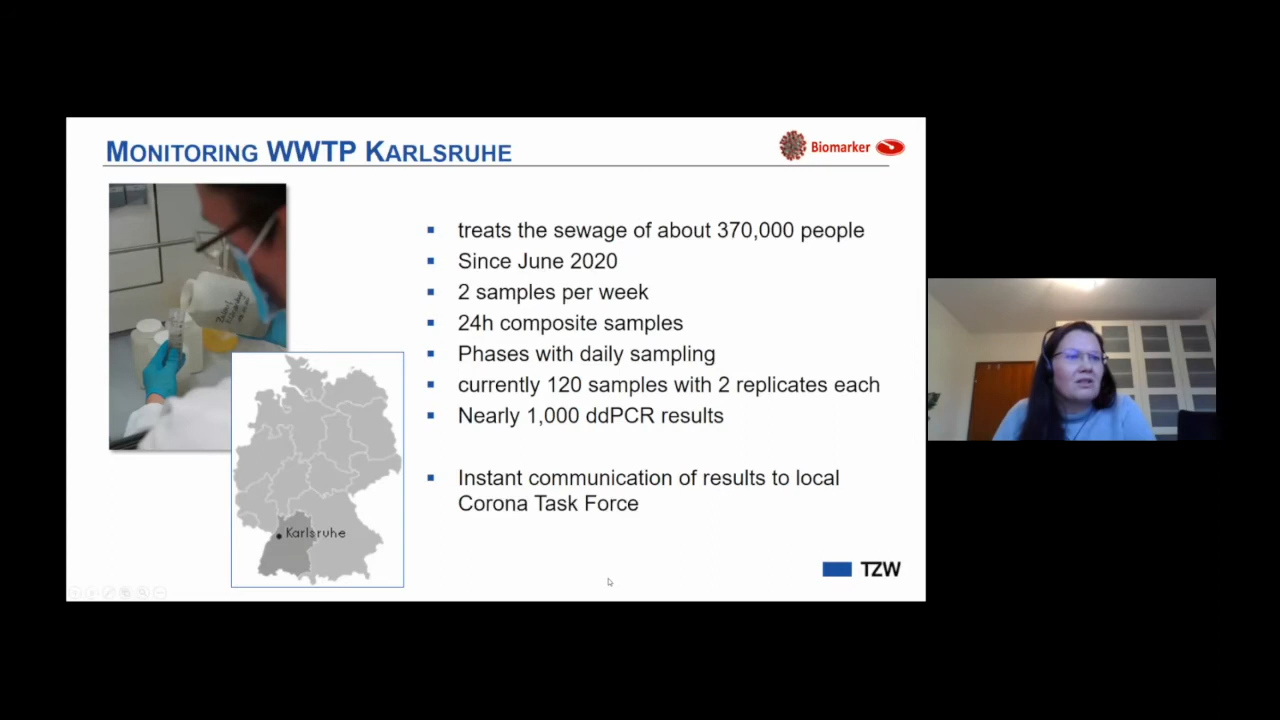 MONITORING WWTP KARLSRUHE
Biomarker
treats the sewage of about 370,000 people
Since June 2020
2 samples per week
24h composite samples
Phases with daily sampling
currently 120 samples with 2 replicates each
Nearly 1,000 ddPCR results
Instant communication of results to local
Corona Task Force
Karlsruhe
TZW